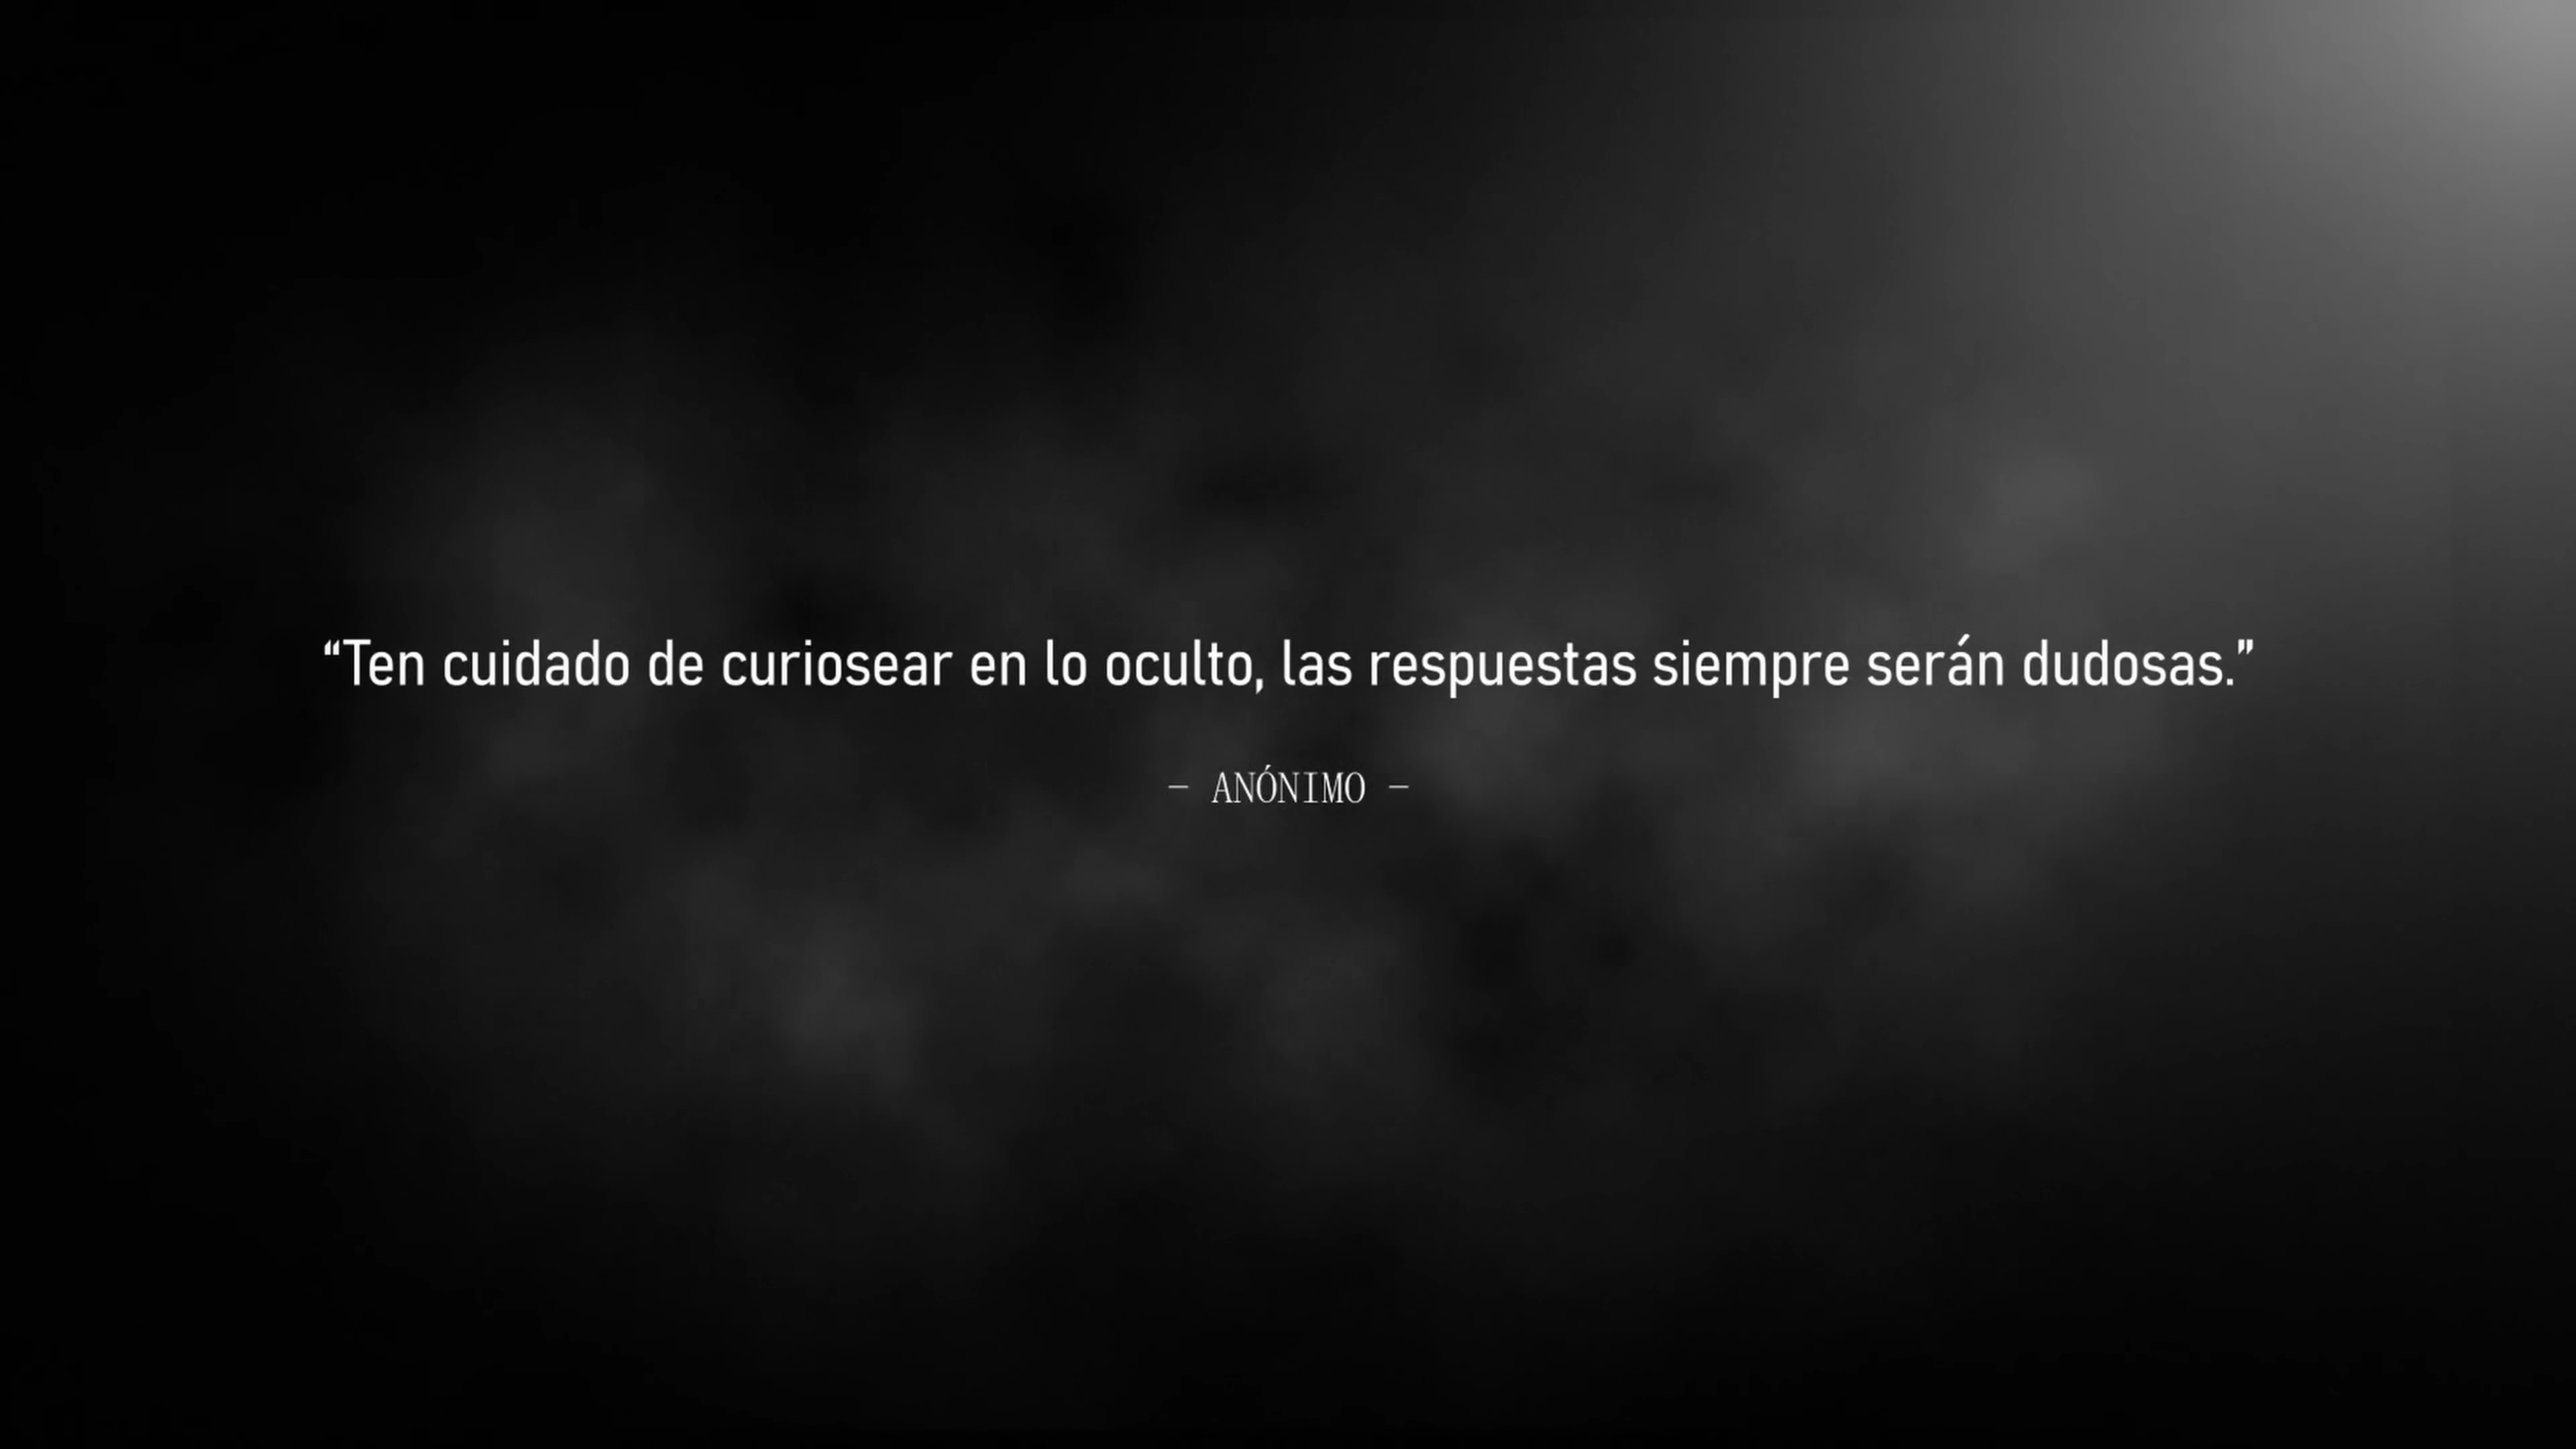 “Ten cuidado de curiosear en lo oculto, las respuestas siempre serán dudosas.”
– ANÓNIMO –